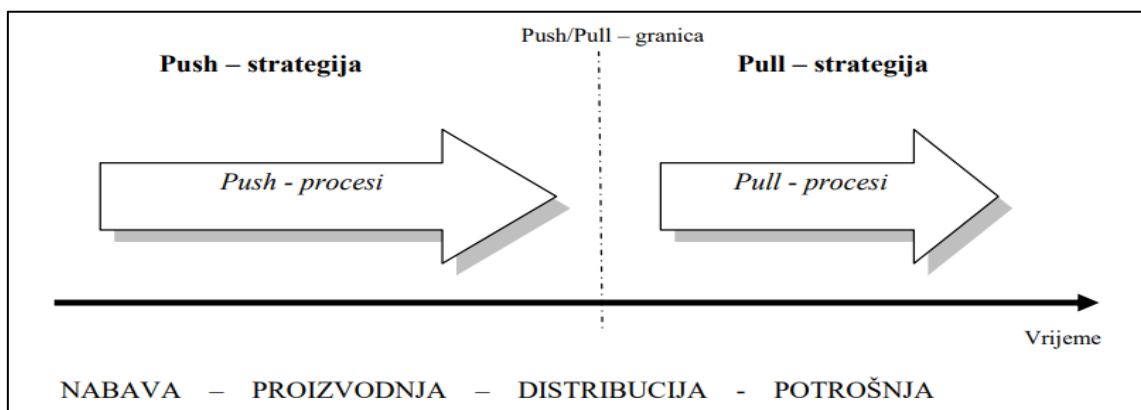 Push/Pull – granica
Push – strategija
Pull – strategija
Push - procesi
Pull - procesi
Vrijeme
NABAVA – PROIZVODNJA – DISTRIBUCIJA - POTROŠNJA